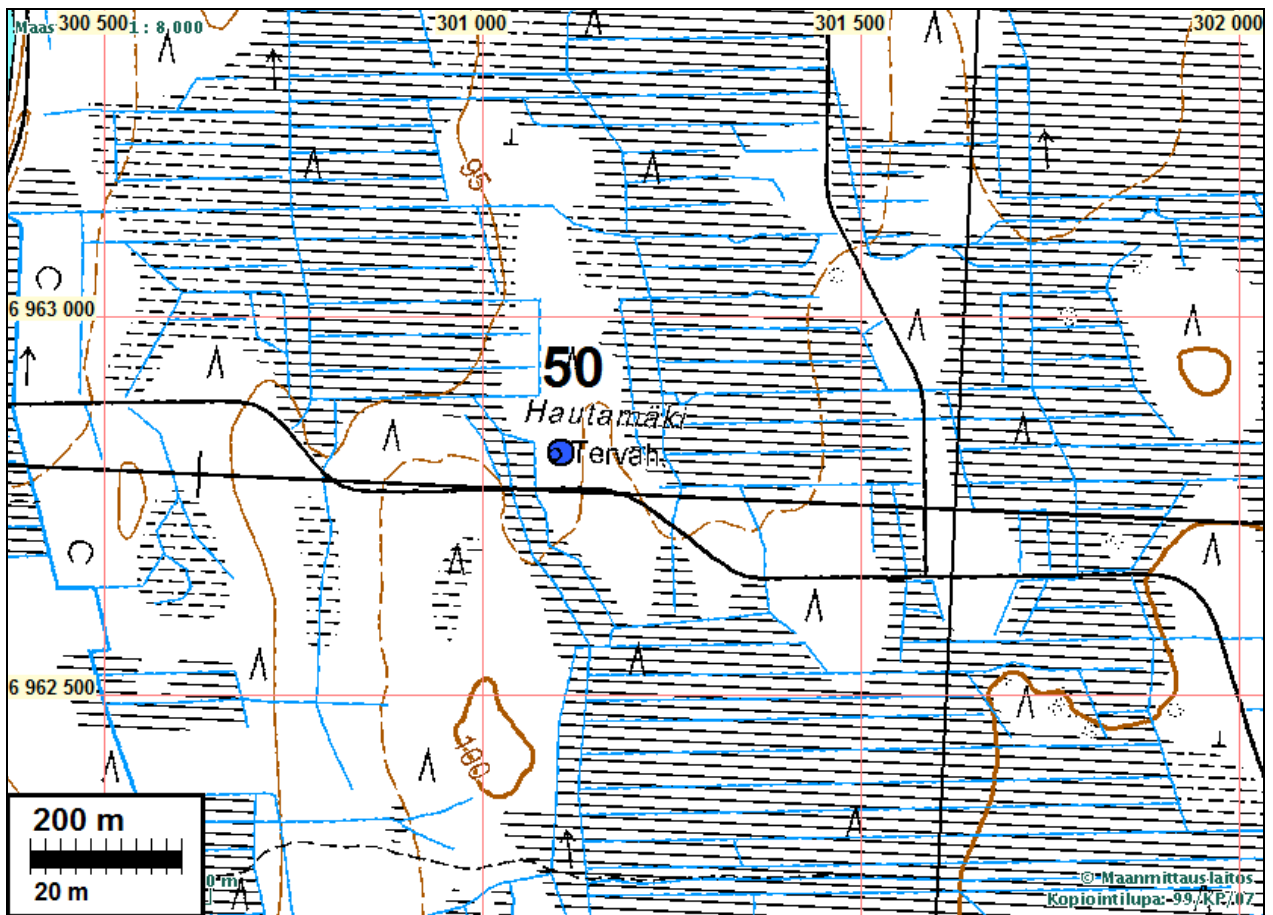 Maas 1 : 8 000
300 500 301 000 301 500 302 000
95
6 963 000
50
Hautamäki
Tervah.
6 962 500
100
200 m
20 m
0 m
© Maanmittauslaitos
Kopiointilupa: 99/KP/07